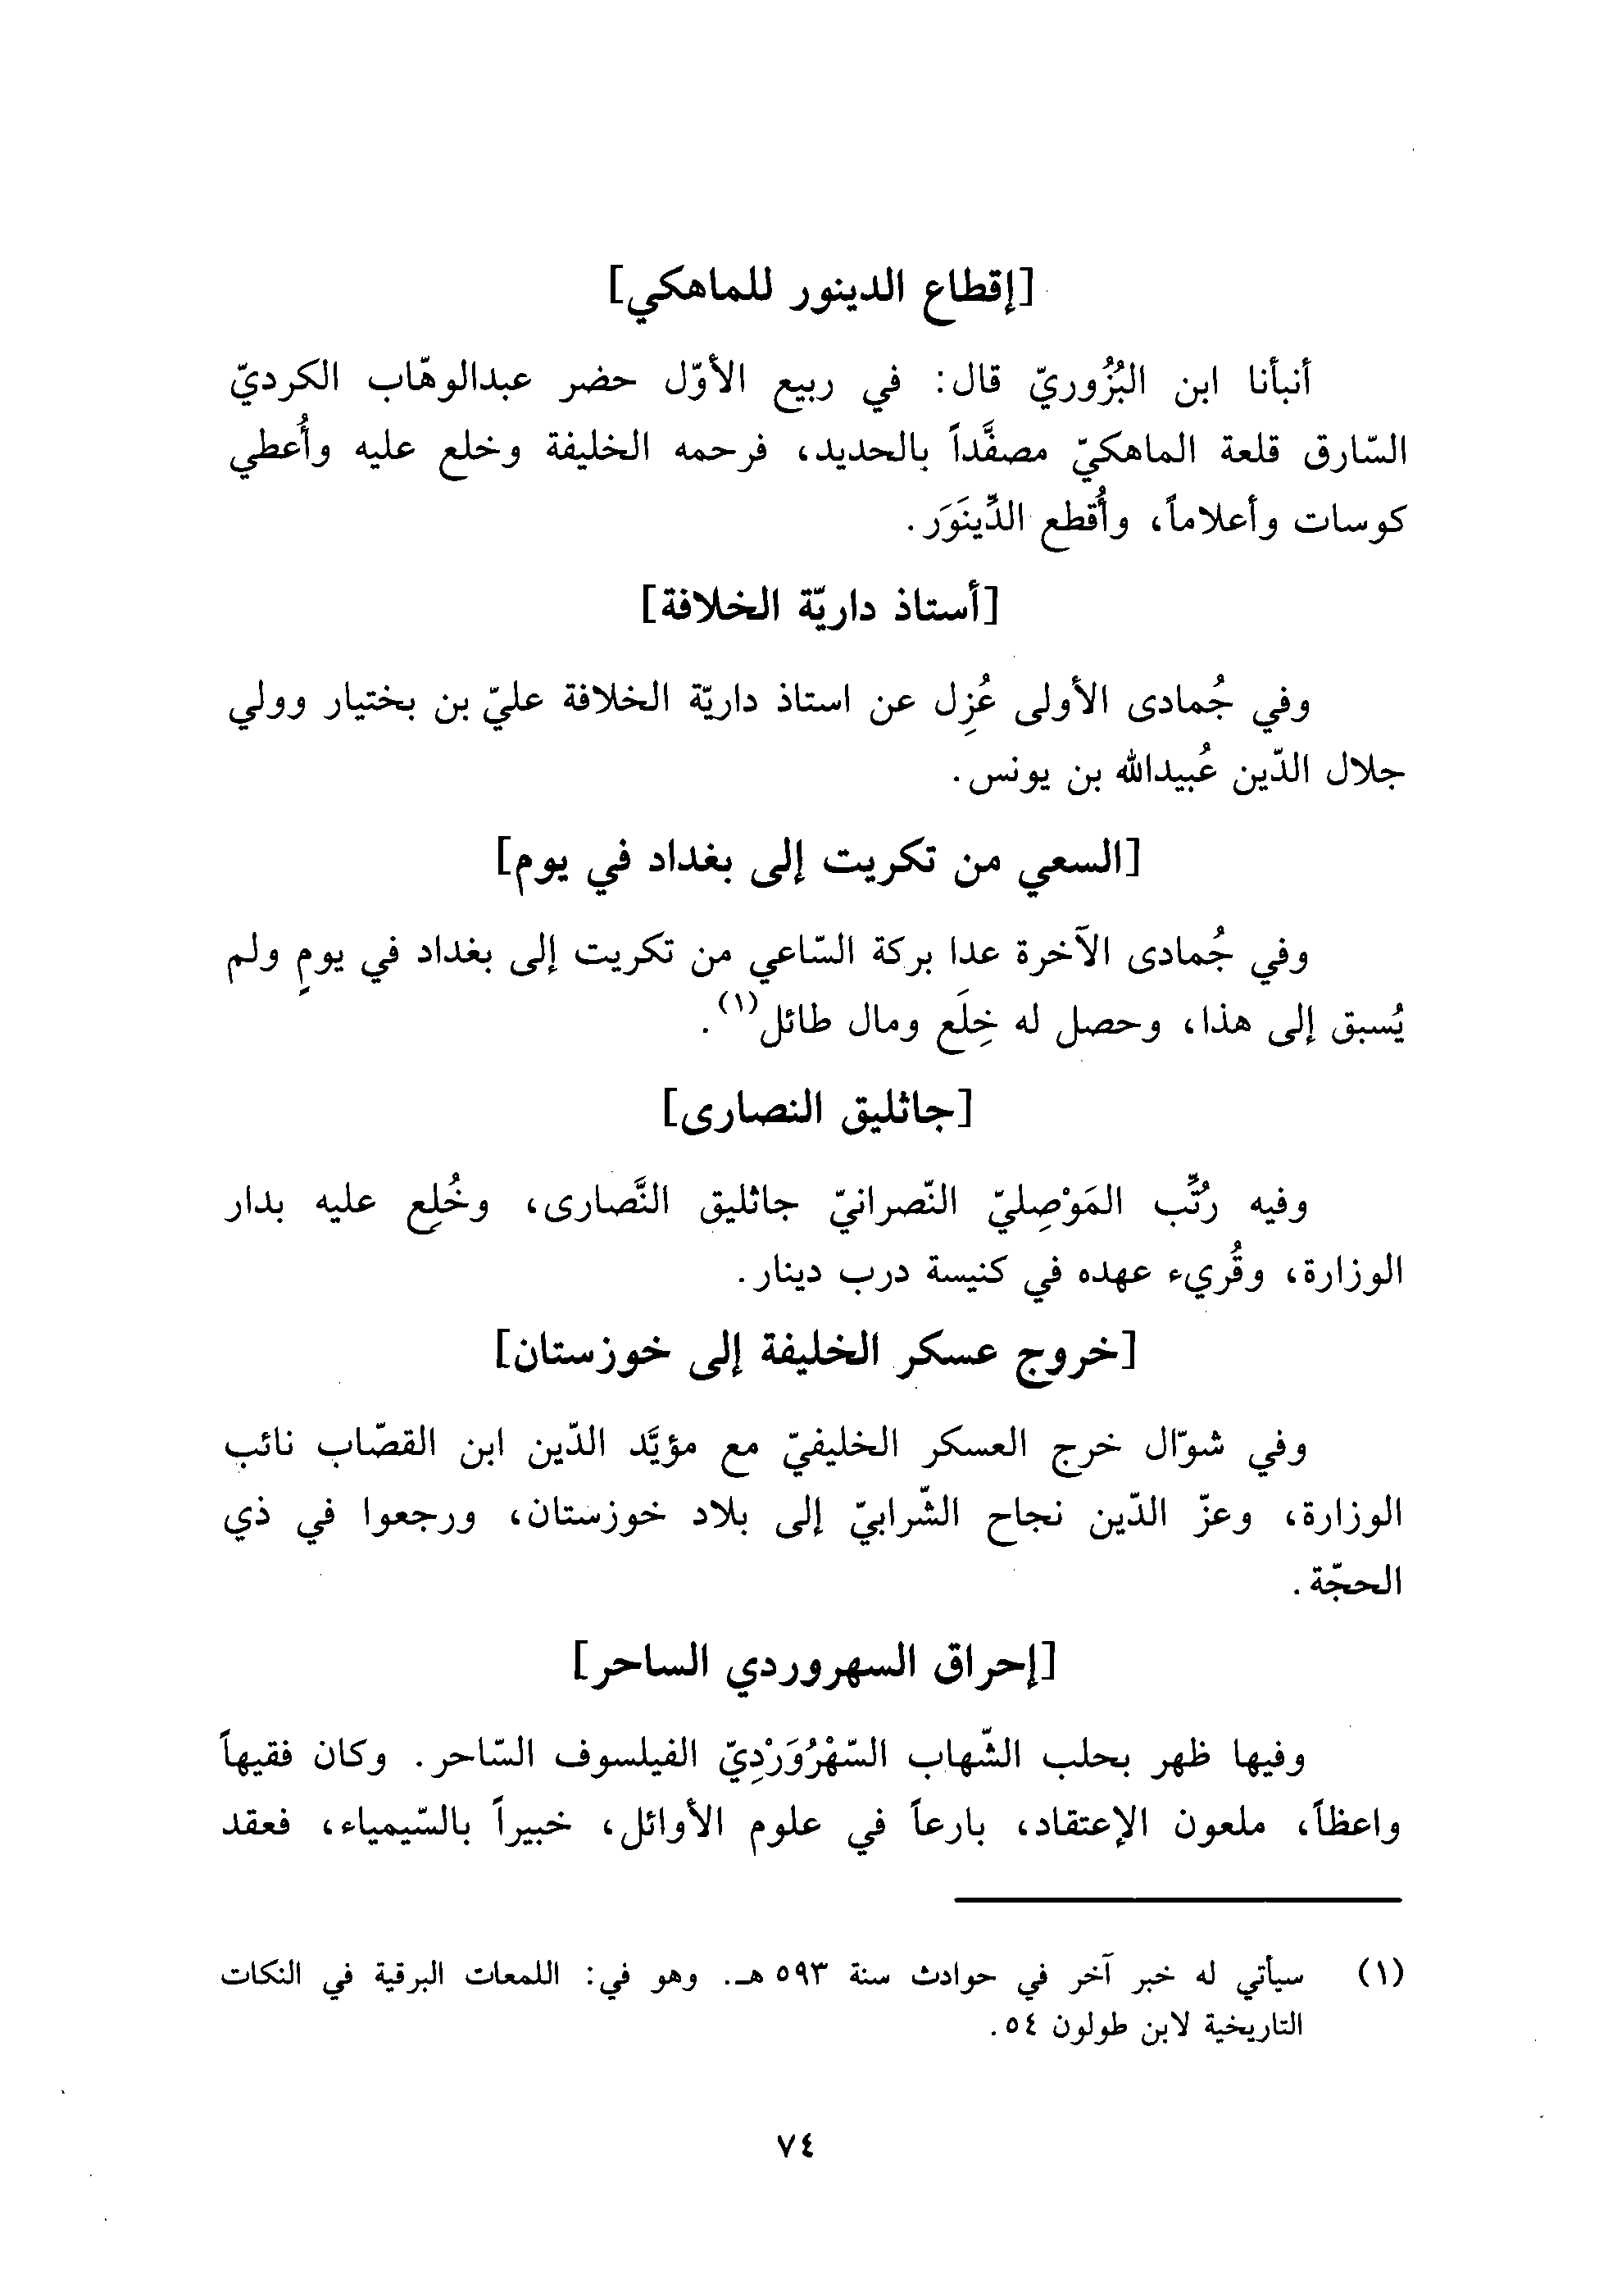 [إقطاع الدينور للماهكي]
أنبأنا ابن البُزُوريّ قال: في ربيع الأوّل حضر عبدالوهّاب الكرديّ
السّارق قلعة الماهكيّ مصفَّداً بالحديد، فرحمه الخليفة وخلع عليه وأُعطي
كوسات وأعلاماً، وأُقطع الدِّينَوَر.
[أستاذ داريّة الخلافة]
وفي جُمادى الأولى عُزِل عن استاذ داريّة الخلافة عليّ بن بختيار وولي
جلال الدّين عُبيدالله بن يونس.
[السعي من تكريت إلى بغداد في يوم]
وفي جُمادى الآخرة عدا بركة السّاعي من تكريت إلى بغداد في يومٍ ولم
يُسبق إلى هذا، وحصل له خِلَع ومال طائل(١).
[جاثليق النصارى]
وفيه رُتِّب المَوْصِليّ النّصرانيّ جاثليق النَّصارى، وخُلِع عليه بدار
الوزارة، وقُريء عهده في كنيسة درب دينار.
[خروج عسكر الخليفة إلى خوزستان]
وفي شوّال خرج العسكر الخليفيّ مع مؤيَّد الدّين ابن القصّاب نائب
الوزارة، وعزّ الدّين نجاح الشّرابيّ إلى بلاد خوزستان، ورجعوا في ذي
الحجّة.
[إحراق السهروردي الساحر]
وفيها ظهر بحلب الشّهاب السّهْرُوَرْدِيّ الفيلسوف السّاحر. وكان فقيهاً
واعظاً، ملعون الإعتقاد، بارعاً في علوم الأوائل، خبيراً بالسّيمياء، فعقد
(١) سيأتي له خبر آخر في حوادث سنة ٥٩٣ هـ. وهو في: اللمعات البرقية في النكات
التاريخية لابن طولون ٥٤.
٧٤